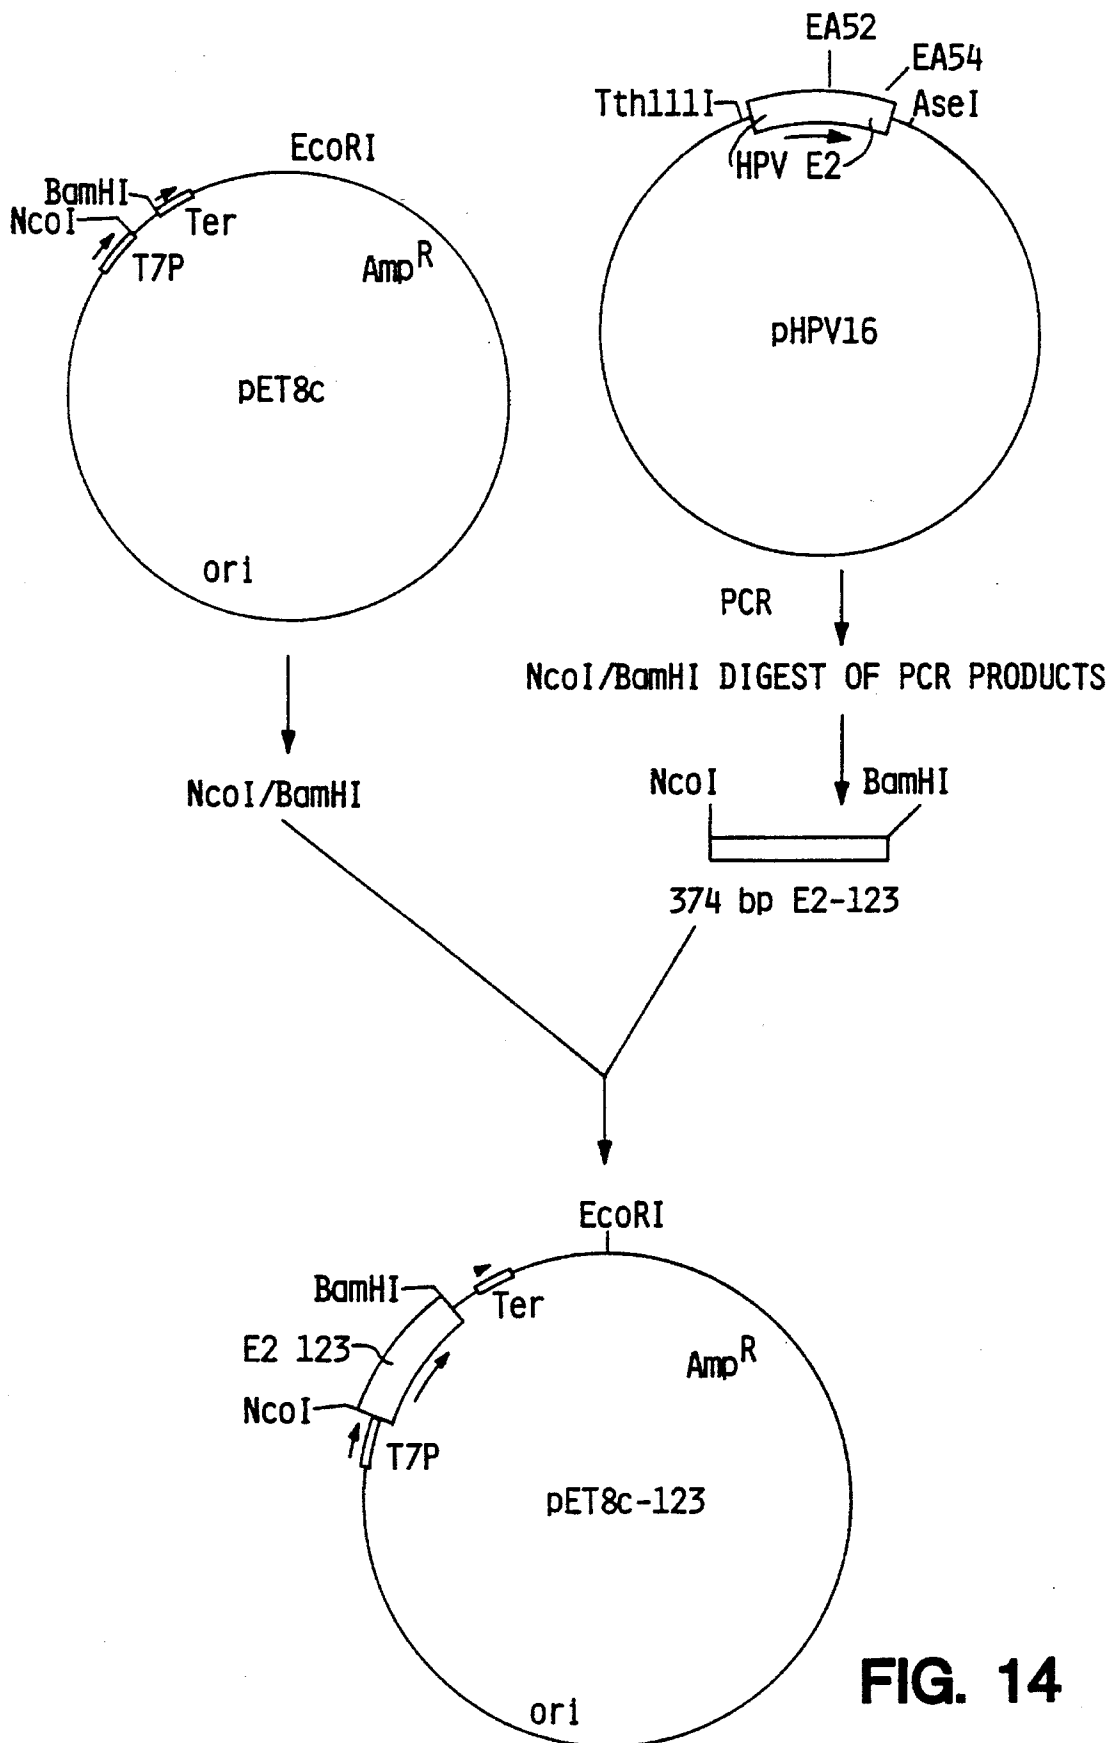 EA52
EA54
Tth111I
AseI
HPV E2
pHPV16
EcoRI
BamHI
NcoI
Ter
T7P
Amp^R
pET8c
ori
PCR
NcoI/BamHI DIGEST OF PCR PRODUCTS
NcoI/BamHI
NcoI
BamHI
374 bp E2-123
EcoRI
BamHI
Ter
E2 123
Amp^R
NcoI
T7P
pET8c-123
ori
FIG. 14